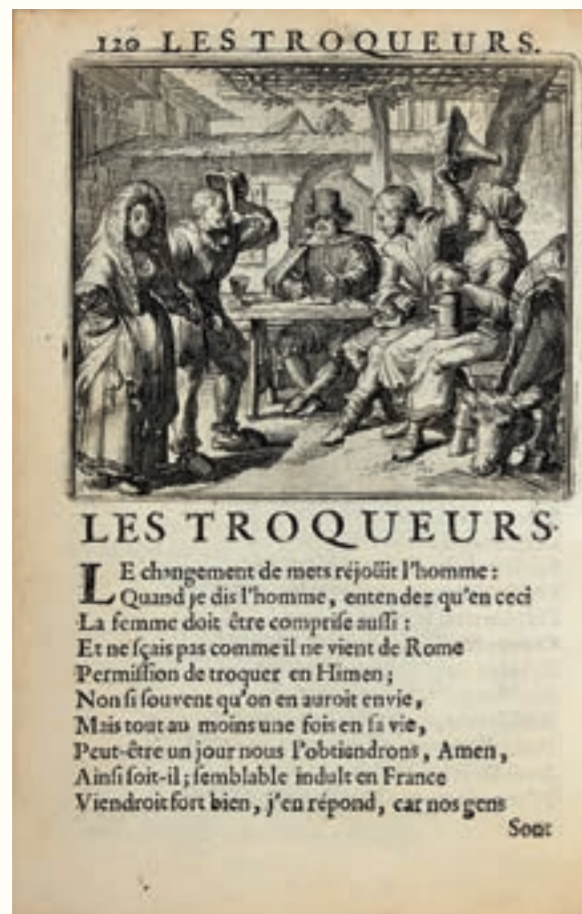 120 LES TROQUEURS.
LES TROQUEURS.
LE changement de mets réjoüit l'homme :
Quand je dis l'homme, entendez qu'en ceci
La femme doit être comprise aussi :
Et ne sçais pas comme il ne vient de Rome
Permission de troquer en Himen ;
Non si souvent qu'on en auroit envie,
Mais tout au moins une fois en sa vie,
Peut-être un jour nous l'obtiendrons, Amen,
Ainsi soit-il ; semblable indult en France
Viendroit fort bien, j'en répond, car nos gens
Sont